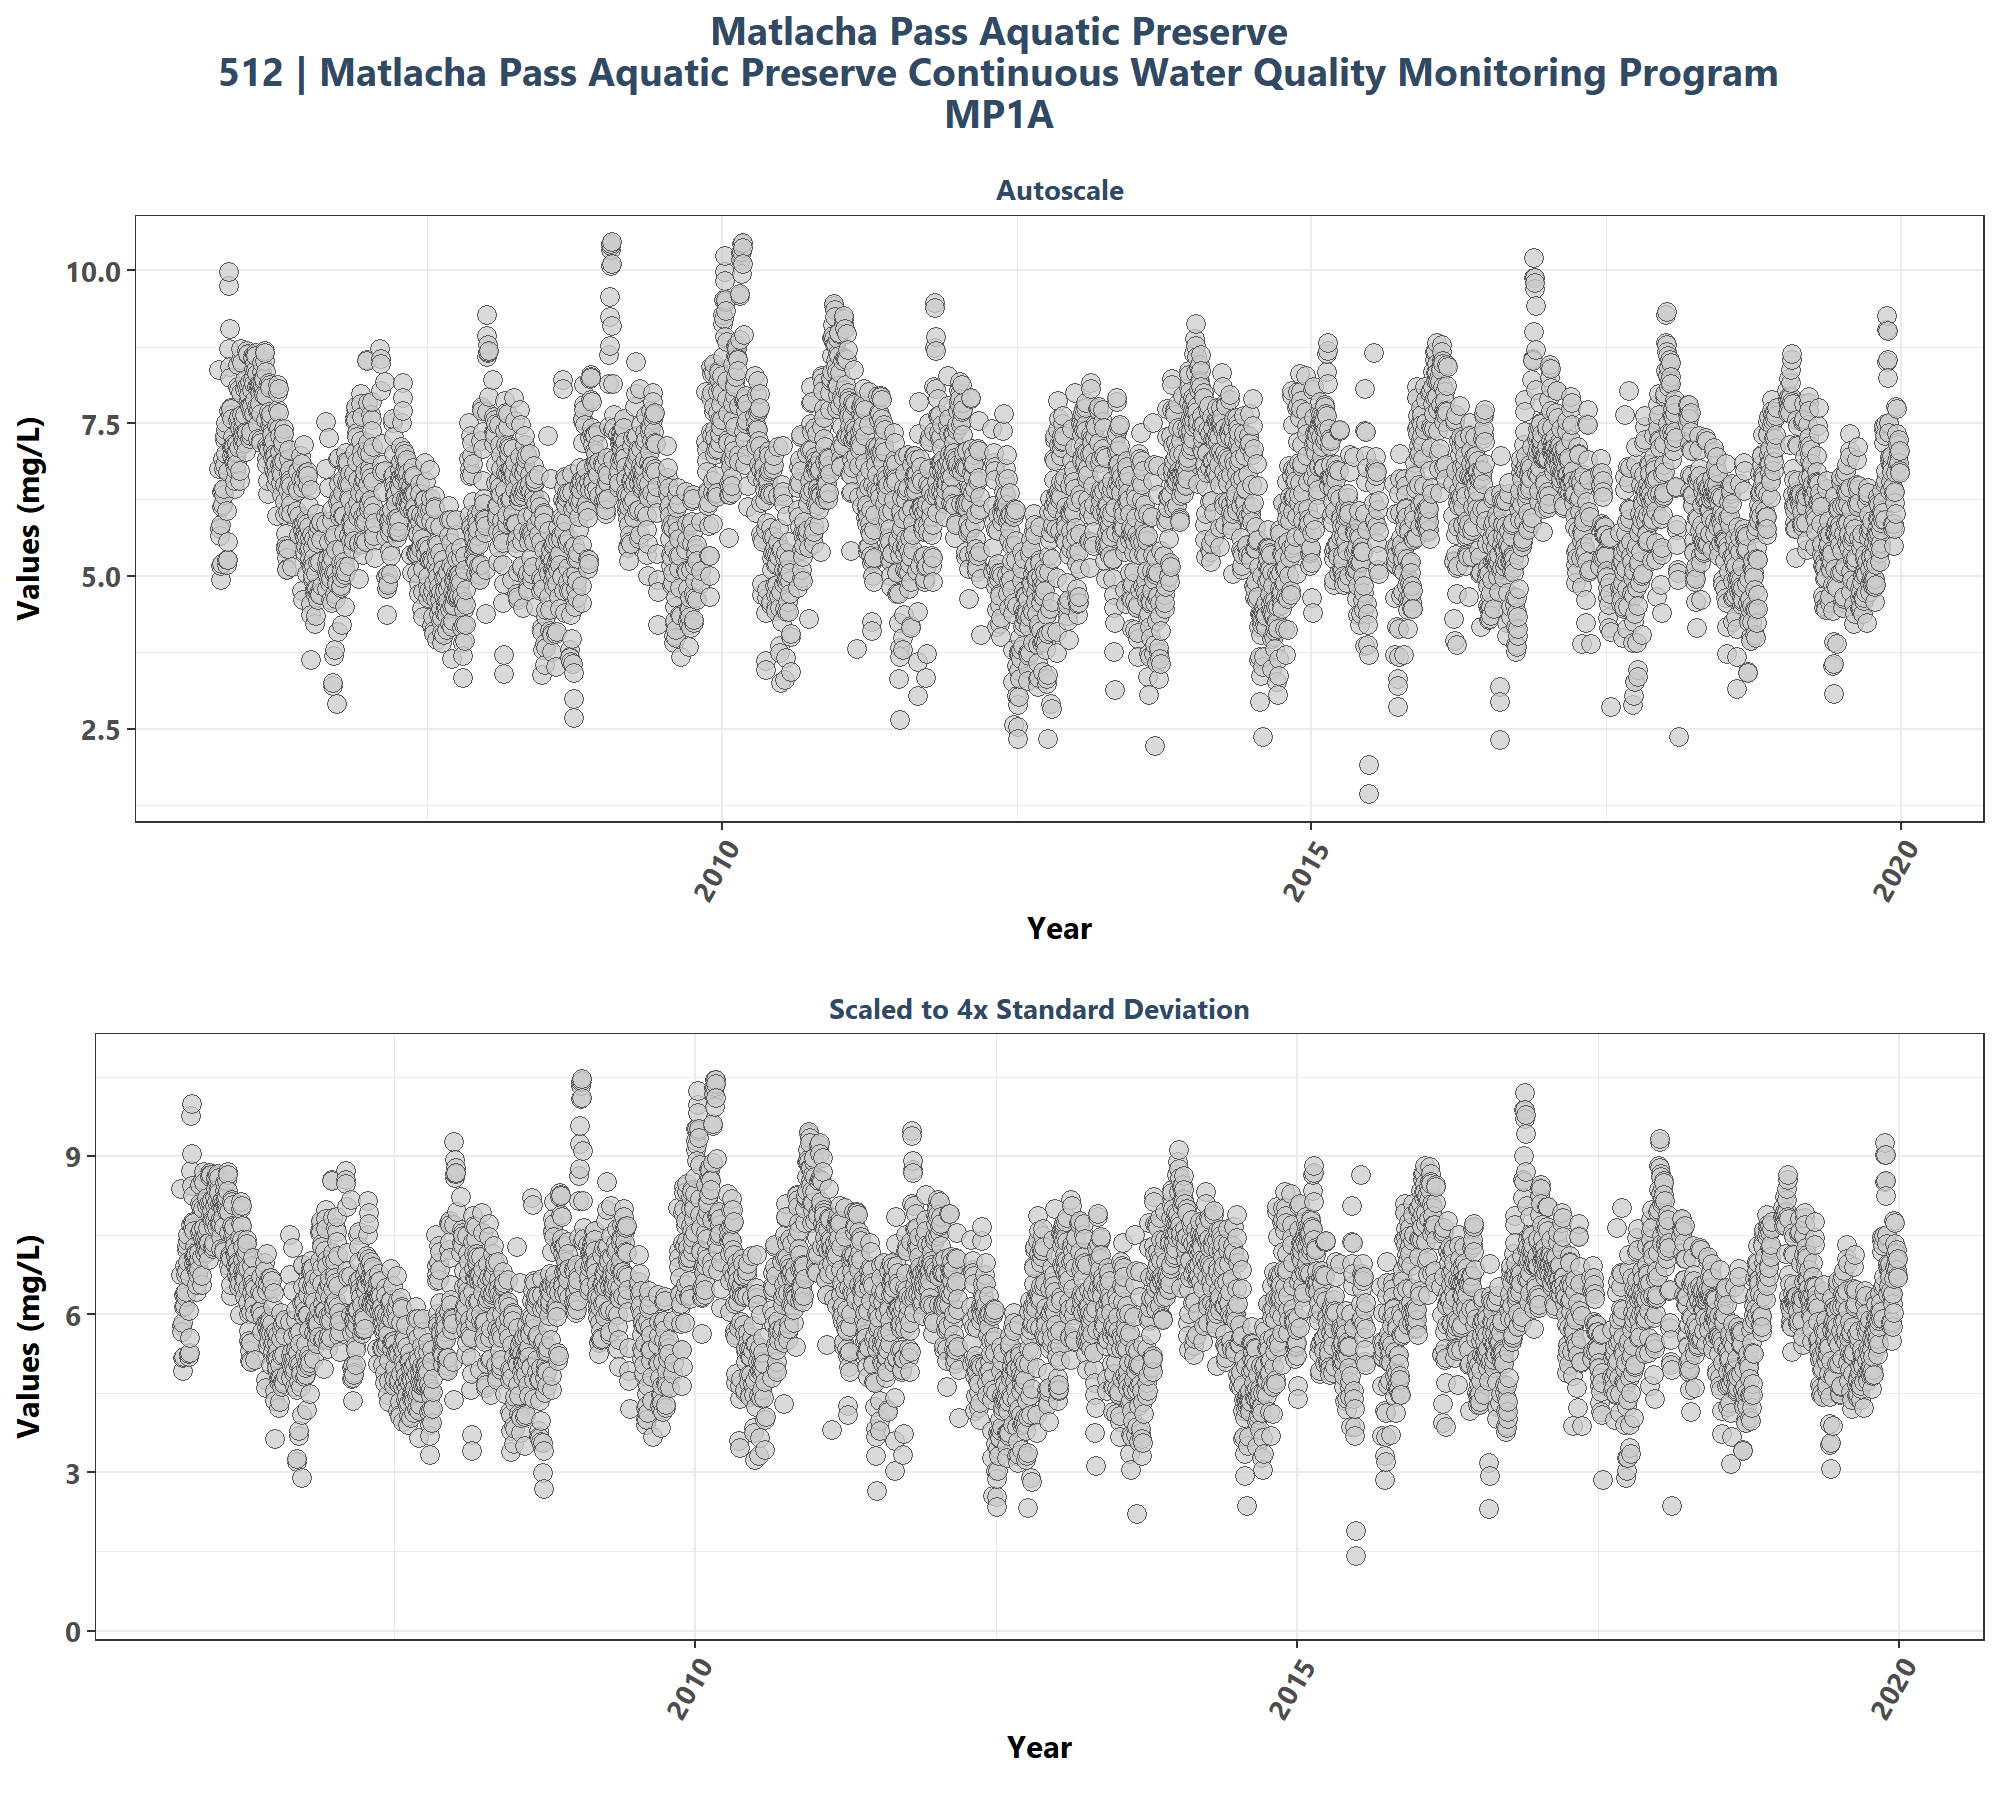 Matlacha Pass Aquatic Preserve
512 | Matlacha Pass Aquatic Preserve Continuous Water Quality Monitoring Program
MP1A
Autoscale
Values (mg/L)
10.0
7.5
5.0
2.5
2010
2015
2020
Year
Scaled to 4x Standard Deviation
Values (mg/L)
9
6
3
0
2010
2015
2020
Year